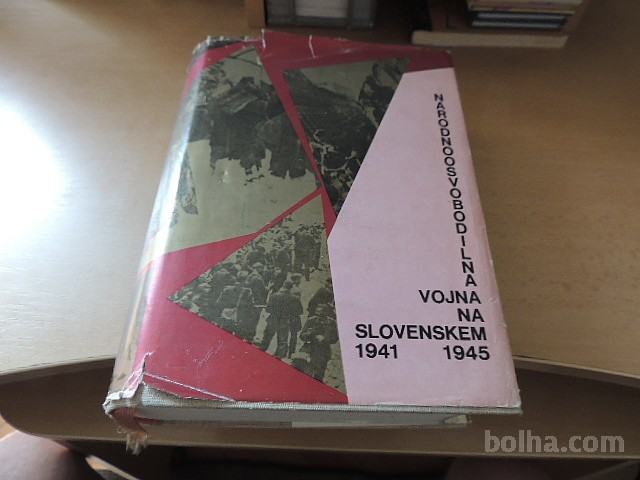 NARODNOOSVOBODILNA
VOJNA
NA
SLOVENSKEM
1941 1945
bolha.com